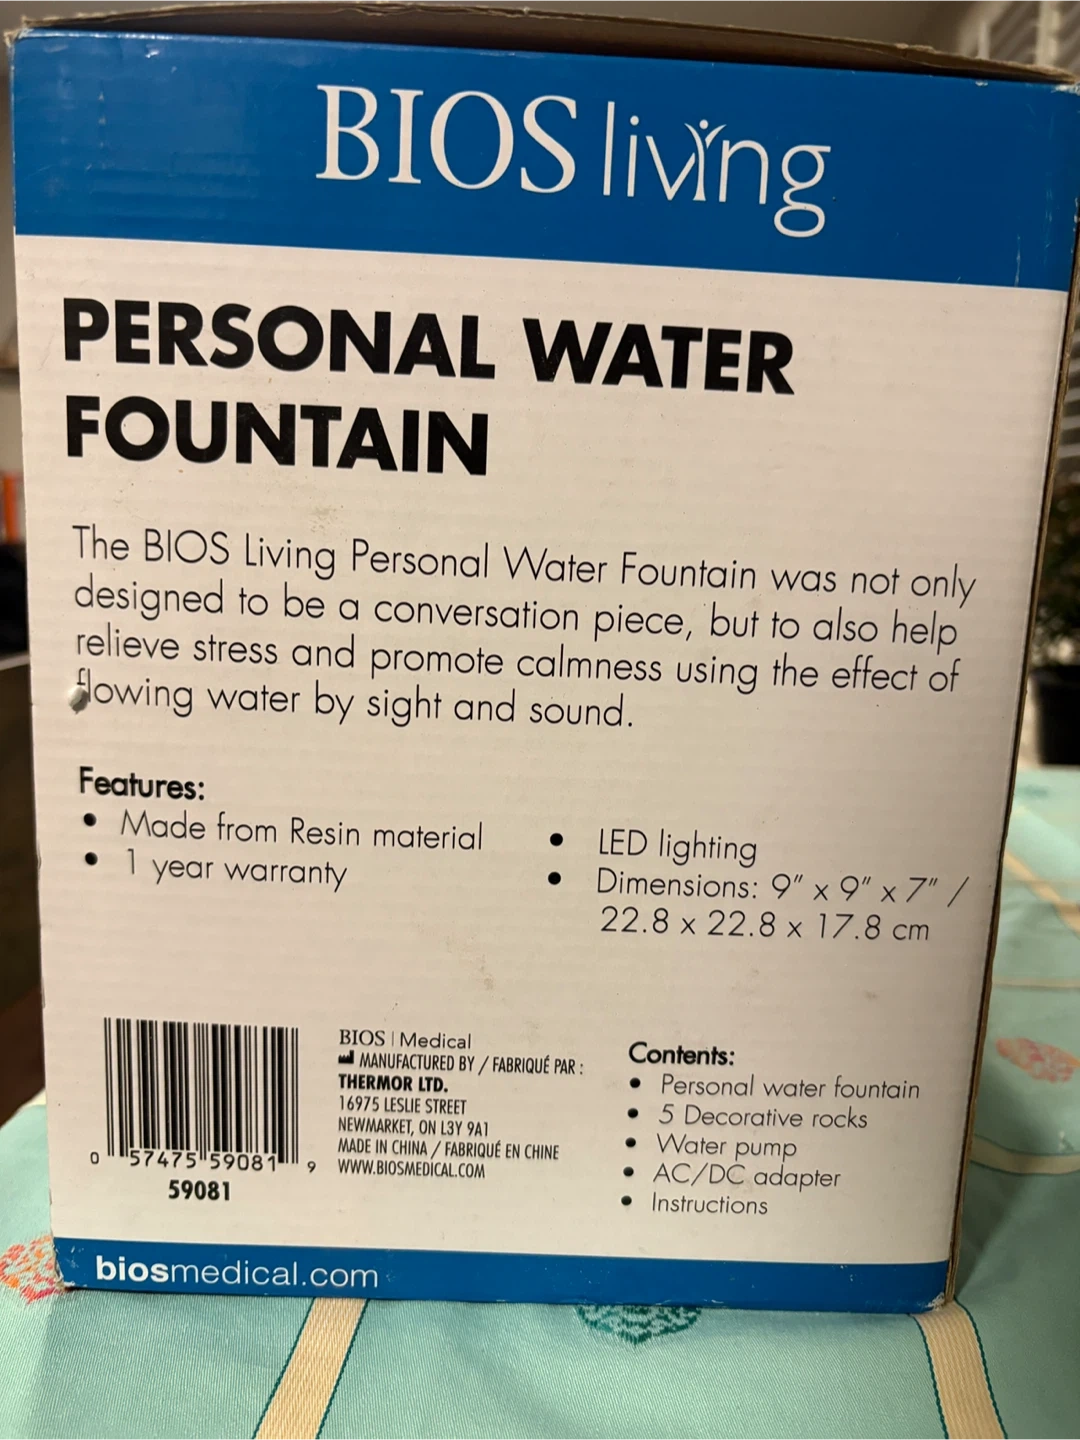 BIOS living
PERSONAL WATER
FOUNTAIN
The BIOS Living Personal Water Fountain was not only
designed to be a conversation piece, but to also help
relieve stress and promote calmness using the effect of
flowing water by sight and sound.
Features:
• Made from Resin material
• 1 year warranty
• LED lighting
• Dimensions: 9" x 9" x 7" /
22.8 x 22.8 x 17.8 cm
0 57475 59081 9
59081
BIOS | Medical
MANUFACTURED BY / FABRIQUÉ PAR :
THERMOR LTD.
16975 LESLIE STREET
NEWMARKET, ON L3Y 9A1
MADE IN CHINA / FABRIQUÉ EN CHINE
WWW.BIOSMEDICAL.COM
Contents:
• Personal water fountain
• 5 Decorative rocks
• Water pump
• AC/DC adapter
• Instructions
biosmedical.com